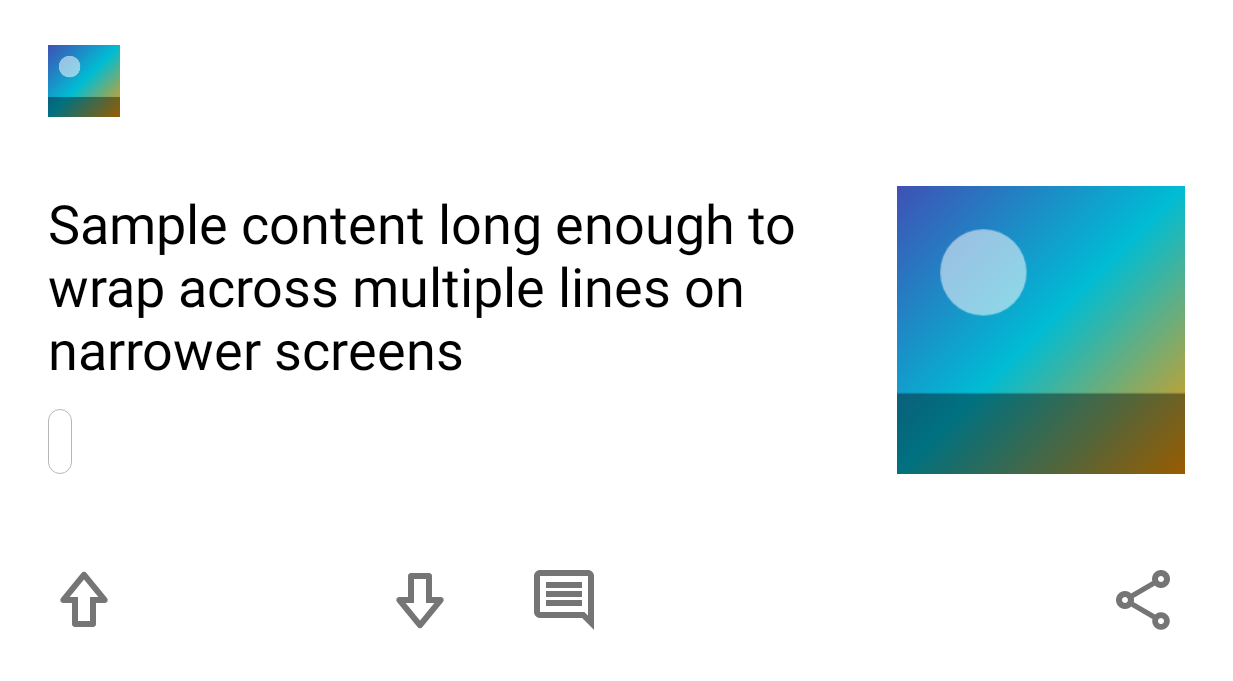 Sample content long enough to
wrap across multiple lines on
narrower screens